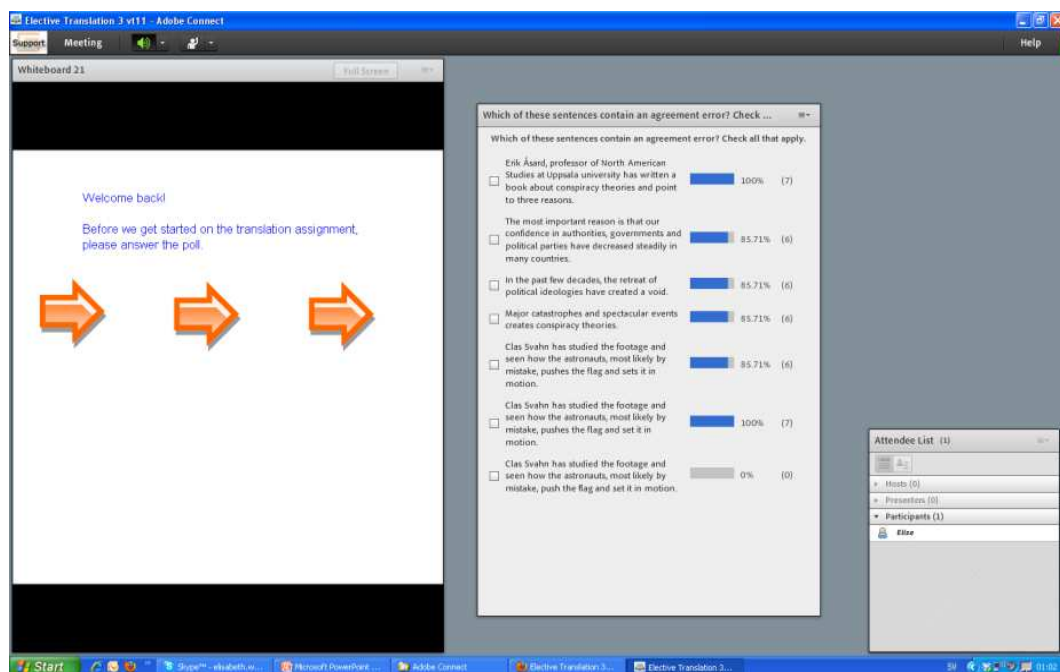 Elective Translation 3 vt11 - Adobe Connect
Support Meeting Help
Whiteboard 21 Full Screen
Welcome back!
Before we get started on the translation assignment,
please answer the poll.
Which of these sentences contain an agreement error? Check ...
Which of these sentences contain an agreement error? Check all that apply.
Erik Åsard, professor of North American
Studies at Uppsala university has written a
book about conspiracy theories and point
to three reasons.
100% (7)
The most important reason is that our
confidence in authorities, governments and
political parties have decreased steadily in
many countries.
85.71% (6)
In the past few decades, the retreat of
political ideologies have created a void.
85.71% (6)
Major catastrophes and spectacular events
creates conspiracy theories.
85.71% (6)
Clas Svahn has studied the footage and
seen how the astronauts, most likely by
mistake, pushes the flag and sets it in
motion.
85.71% (6)
Clas Svahn has studied the footage and
seen how the astronauts, most likely by
mistake, pushes the flag and set it in
motion.
100% (7)
Clas Svahn has studied the footage and
seen how the astronauts, most likely by
mistake, push the flag and set it in motion.
0% (0)
Attendee List (1)
Hosts (0)
Presenters (0)
Participants (1)
Elize
Start Skype™ - elisabeth.w... Microsoft PowerPoint ... Adobe Connect Elective Translation 3... Elective Translation 3... SV 01:02